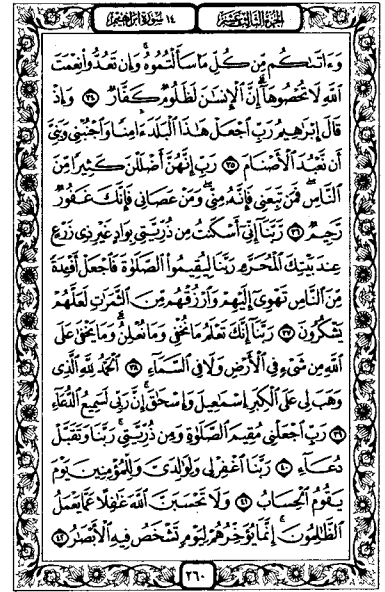 الجزء الثالث عشر
١٤ سورة ابراهيم
وَءَاتَىٰكُم مِّن كُلِّ مَا سَأَلْتُمُوهُ ۚ وَإِن تَعُدُّوا۟ نِعْمَتَ
ٱللَّهِ لَا تُحْصُوهَآ ۗ إِنَّ ٱلْإِنسَـٰنَ لَظَلُومٌ كَفَّارٌ ٣٤ وَإِذْ
قَالَ إِبْرَٰهِيمُ رَبِّ ٱجْعَلْ هَـٰذَا ٱلْبَلَدَ ءَامِنًا وَٱجْنُبْنِى وَبَنِىَّ
أَن نَّعْبُدَ ٱلْأَصْنَامَ ٣٥ رَبِّ إِنَّهُنَّ أَضْلَلْنَ كَثِيرًا مِّنَ
ٱلنَّاسِ ۖ فَمَن تَبِعَنِى فَإِنَّهُۥ مِنِّى ۖ وَمَنْ عَصَانِى فَإِنَّكَ غَفُورٌ
رَّحِيمٌ ٣٦ رَّبَّنَآ إِنِّىٓ أَسْكَنتُ مِن ذُرِّيَّتِى بِوَادٍ غَيْرِ ذِى زَرْعٍ
عِندَ بَيْتِكَ ٱلْمُحَرَّمِ رَبَّنَا لِيُقِيمُوا۟ ٱلصَّلَوٰةَ فَٱجْعَلْ أَفْـِٔدَةً
مِّنَ ٱلنَّاسِ تَهْوِىٓ إِلَيْهِمْ وَٱرْزُقْهُم مِّنَ ٱلثَّمَرَٰتِ لَعَلَّهُمْ
يَشْكُرُونَ ٣٧ رَبَّنَآ إِنَّكَ تَعْلَمُ مَا نُخْفِى وَمَا نُعْلِنُ ۗ وَمَا يَخْفَىٰ عَلَى
ٱللَّهِ مِن شَىْءٍ فِى ٱلْأَرْضِ وَلَا فِى ٱلسَّمَآءِ ٣٨ ٱلْحَمْدُ لِلَّهِ ٱلَّذِى
وَهَبَ لِى عَلَى ٱلْكِبَرِ إِسْمَـٰعِيلَ وَإِسْحَـٰقَ ۚ إِنَّ رَبِّى لَسَمِيعُ ٱلدُّعَآءِ
٣٩ رَبِّ ٱجْعَلْنِى مُقِيمَ ٱلصَّلَوٰةِ وَمِن ذُرِّيَّتِى ۚ رَبَّنَا وَتَقَبَّلْ
دُعَآءِ ٤٠ رَبَّنَا ٱغْفِرْ لِى وَلِوَٰلِدَىَّ وَلِلْمُؤْمِنِينَ يَوْمَ
يَقُومُ ٱلْحِسَابُ ٤١ وَلَا تَحْسَبَنَّ ٱللَّهَ غَـٰفِلًا عَمَّا يَعْمَلُ
ٱلظَّـٰلِمُونَ ۚ إِنَّمَا يُؤَخِّرُهُمْ لِيَوْمٍ تَشْخَصُ فِيهِ ٱلْأَبْصَـٰرُ ٤٢
٢٦٠